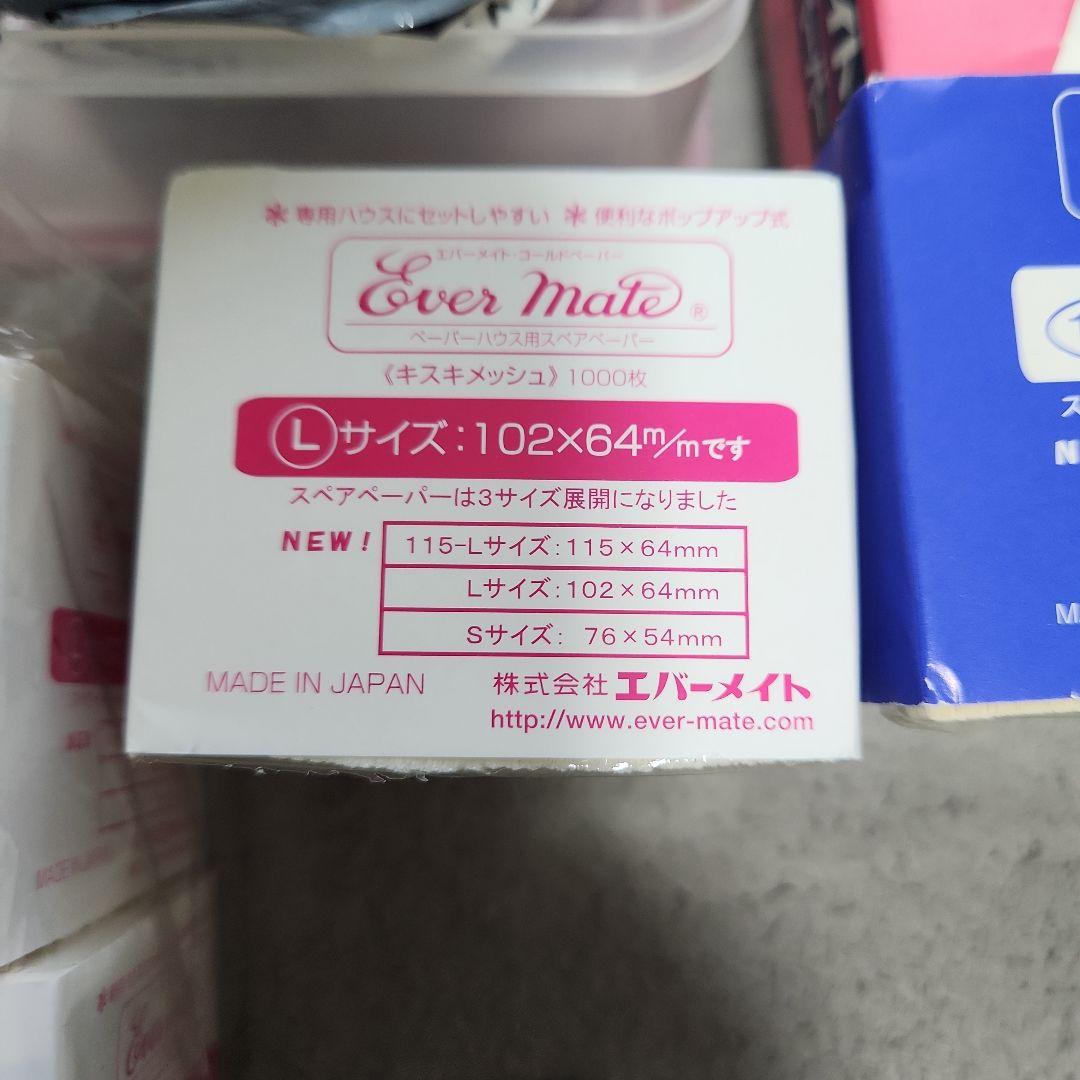 ＊専用ハウスにセットしやすい ＊便利なポップアップ式
エバーメイト・コールドペーパー
Ever Mate®
ペーパーハウス用スペアペーパー
《キスキメッシュ》1000枚
Ⓛサイズ:102×64m/mです
スペアペーパーは3サイズ展開になりました
NEW!
115-Lサイズ:115×64mm
Lサイズ:102×64mm
Sサイズ: 76×54mm
MADE IN JAPAN
株式会社エバーメイト
http://www.ever-mate.com